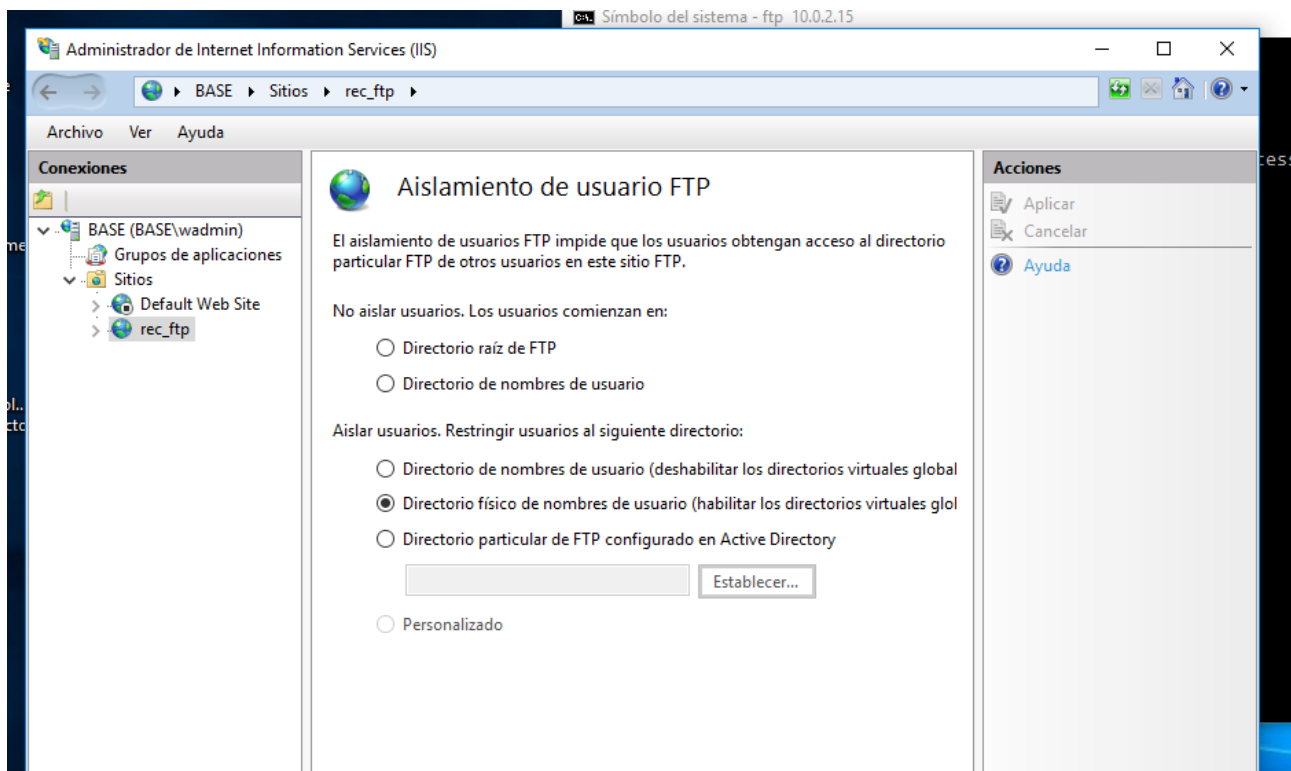 Símbolo del sistema - ftp 10.0.2.15
Administrador de Internet Information Services (IIS)
BASE Sitios rec_ftp
Archivo Ver Ayuda
Conexiones
BASE (BASE\wadmin)
Grupos de aplicaciones
Sitios
Default Web Site
rec_ftp
Aislamiento de usuario FTP
El aislamiento de usuarios FTP impide que los usuarios obtengan acceso al directorio
particular FTP de otros usuarios en este sitio FTP.
No aislar usuarios. Los usuarios comienzan en:
Directorio raíz de FTP
Directorio de nombres de usuario
Aislar usuarios. Restringir usuarios al siguiente directorio:
Directorio de nombres de usuario (deshabilitar los directorios virtuales global
Directorio físico de nombres de usuario (habilitar los directorios virtuales glo
Directorio particular de FTP configurado en Active Directory
Establecer...
Personalizado
Acciones
Aplicar
Cancelar
Ayuda